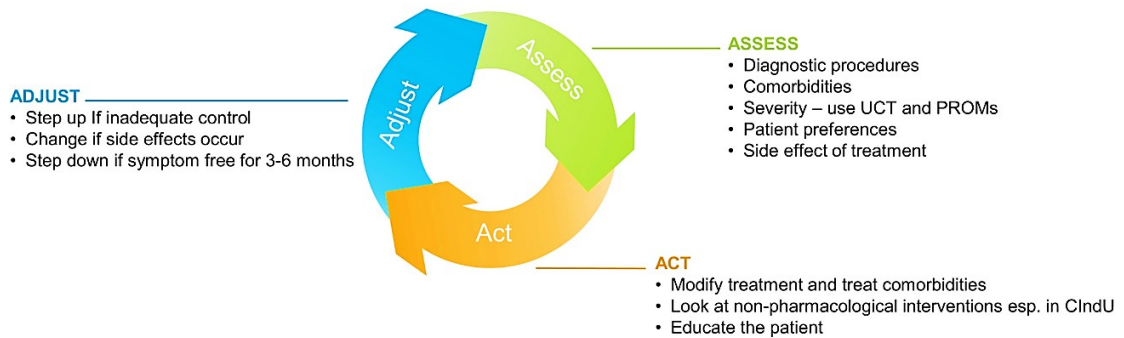 Assess
Adjust
Act
ASSESS
• Diagnostic procedures
• Comorbidities
• Severity – use UCT and PROMs
• Patient preferences
• Side effect of treatment
ADJUST
• Step up If inadequate control
• Change if side effects occur
• Step down if symptom free for 3-6 months
ACT
• Modify treatment and treat comorbidities
• Look at non-pharmacological interventions esp. in CIndU
• Educate the patient